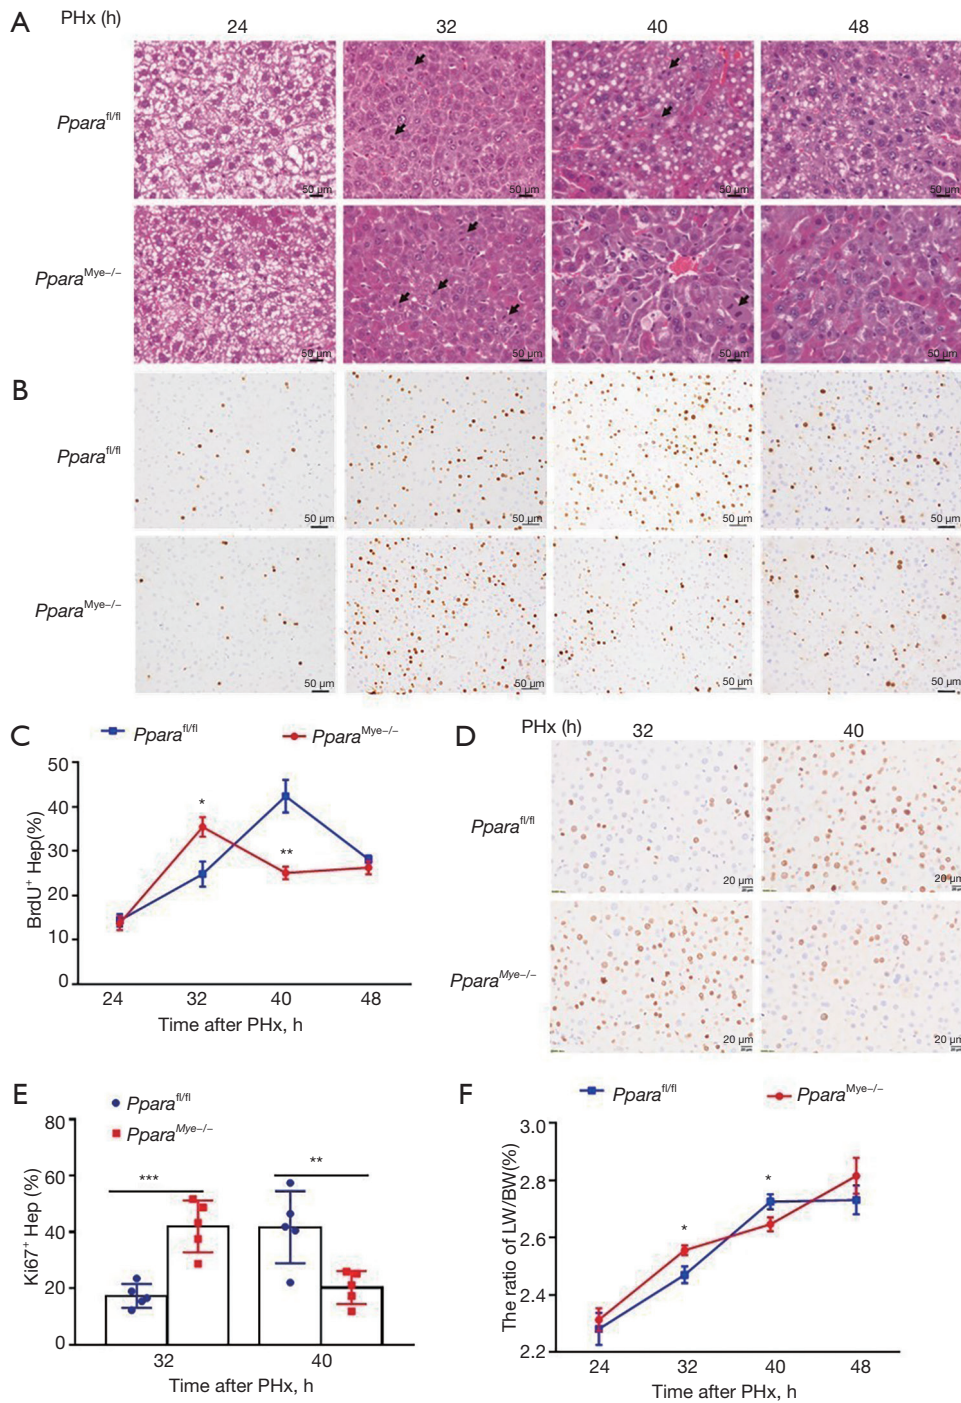 A
PHx (h)
24
32
40
48
Ppara^fl/fl
50 µm
50 µm
50 µm
50 µm
Ppara^Mye−/−
50 µm
50 µm
50 µm
50 µm
B
Ppara^fl/fl
50 µm
50 µm
50 µm
50 µm
Ppara^Mye−/−
50 µm
50 µm
50 µm
50 µm
C
Ppara^fl/fl
Ppara^Mye−/−
BrdU⁺ Hep(%)
50
40
30
20
10
0
*
**
24
32
40
48
Time after PHx, h
D
PHx (h)
32
40
Ppara^fl/fl
20 µm
20 µm
Ppara^Mye−/−
20 µm
20 µm
E
Ppara^fl/fl
Ppara^Mye−/−
Ki67⁺ Hep (%)
80
60
40
20
0
***
**
32
40
Time after PHx, h
F
Ppara^fl/fl
Ppara^Mye−/−
The ratio of LW/BW(%)
3.0
2.8
2.6
2.4
2.2
*
*
24
32
40
48
Time after PHx, h